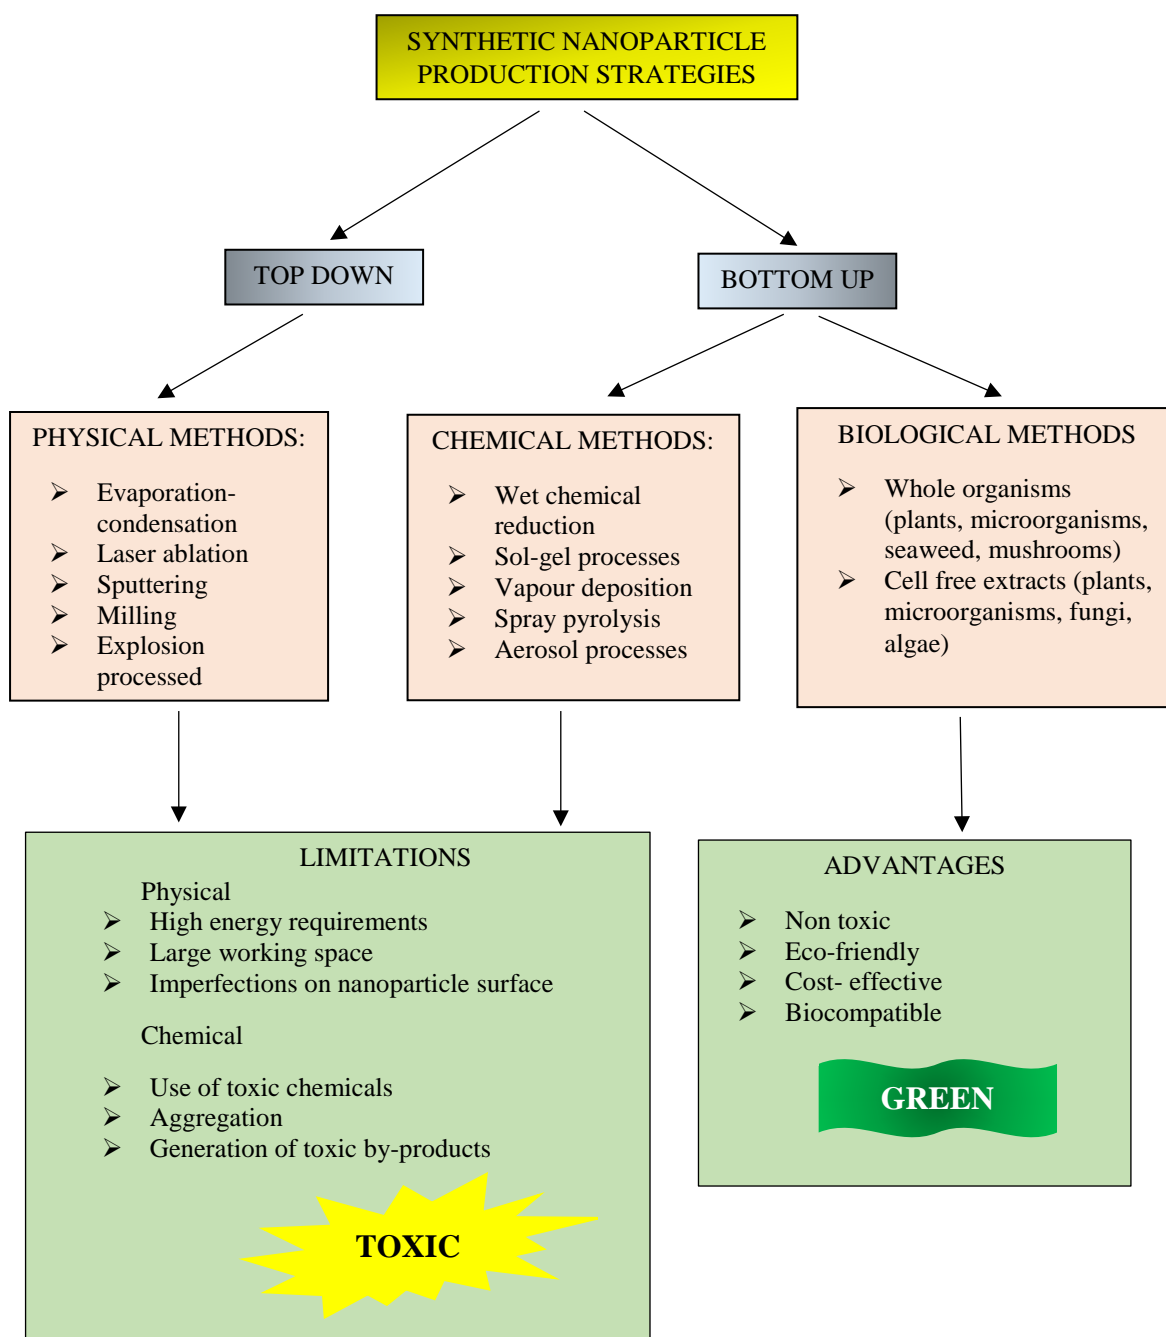 SYNTHETIC NANOPARTICLE
PRODUCTION STRATEGIES
TOP DOWN
BOTTOM UP
PHYSICAL METHODS:
➢ Evaporation-
condensation
➢ Laser ablation
➢ Sputtering
➢ Milling
➢ Explosion
processed
CHEMICAL METHODS:
➢ Wet chemical
reduction
➢ Sol-gel processes
➢ Vapour deposition
➢ Spray pyrolysis
➢ Aerosol processes
BIOLOGICAL METHODS
➢ Whole organisms
(plants, microorganisms,
seaweed, mushrooms)
➢ Cell free extracts (plants,
microorganisms, fungi,
algae)
LIMITATIONS
Physical
➢ High energy requirements
➢ Large working space
➢ Imperfections on nanoparticle surface
Chemical
➢ Use of toxic chemicals
➢ Aggregation
➢ Generation of toxic by-products
TOXIC
ADVANTAGES
➢ Non toxic
➢ Eco-friendly
➢ Cost- effective
➢ Biocompatible
GREEN